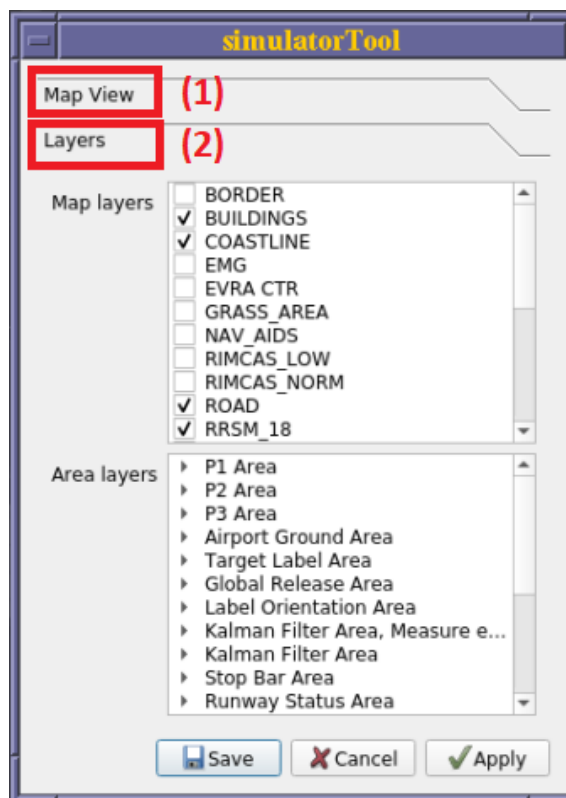 simulatorTool
Map View (1)
Layers (2)
Map layers
BORDER
BUILDINGS
COASTLINE
EMG
EVRA CTR
GRASS_AREA
NAV_AIDS
RIMCAS_LOW
RIMCAS_NORM
ROAD
RRSM_18
Area layers
P1 Area
P2 Area
P3 Area
Airport Ground Area
Target Label Area
Global Release Area
Label Orientation Area
Kalman Filter Area, Measure e...
Kalman Filter Area
Stop Bar Area
Runway Status Area
Save Cancel Apply